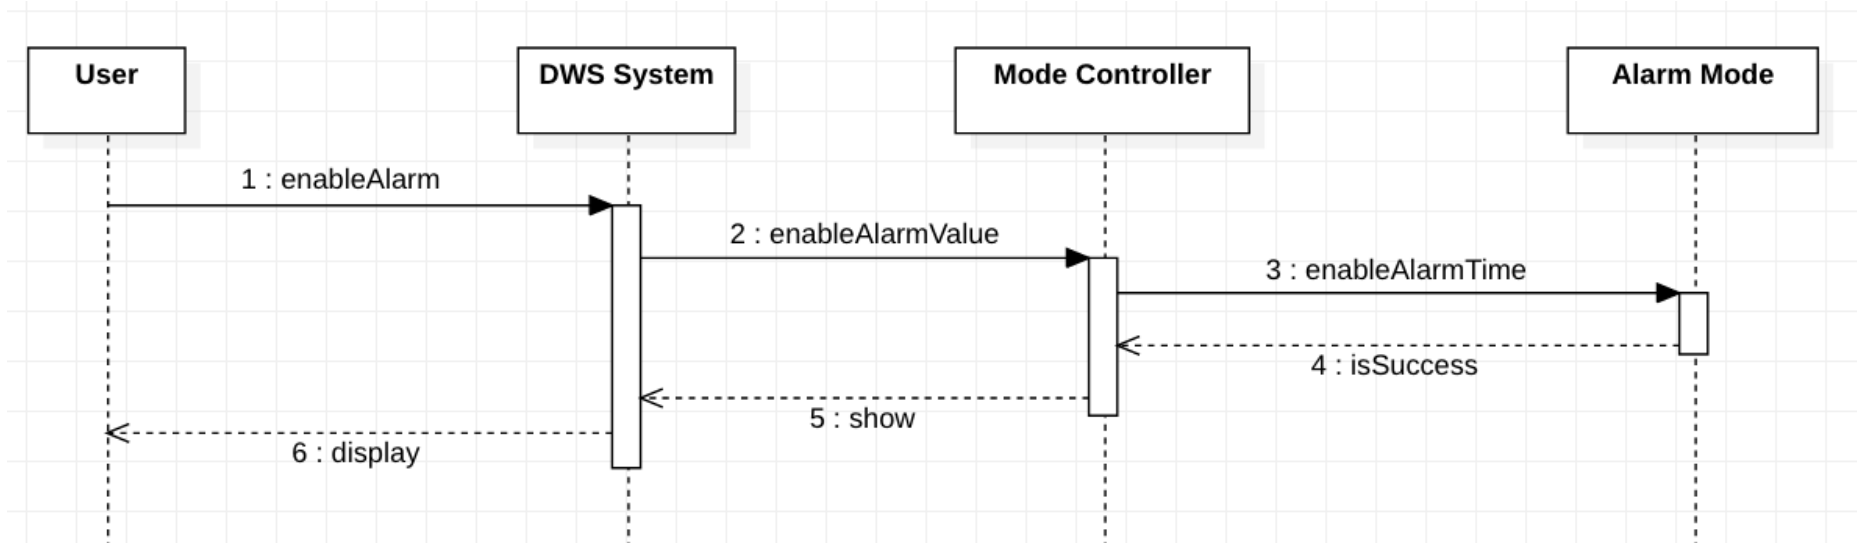 User
DWS System
Mode Controller
Alarm Mode
1 : enableAlarm
2 : enableAlarmValue
3 : enableAlarmTime
4 : isSuccess
5 : show
6 : display